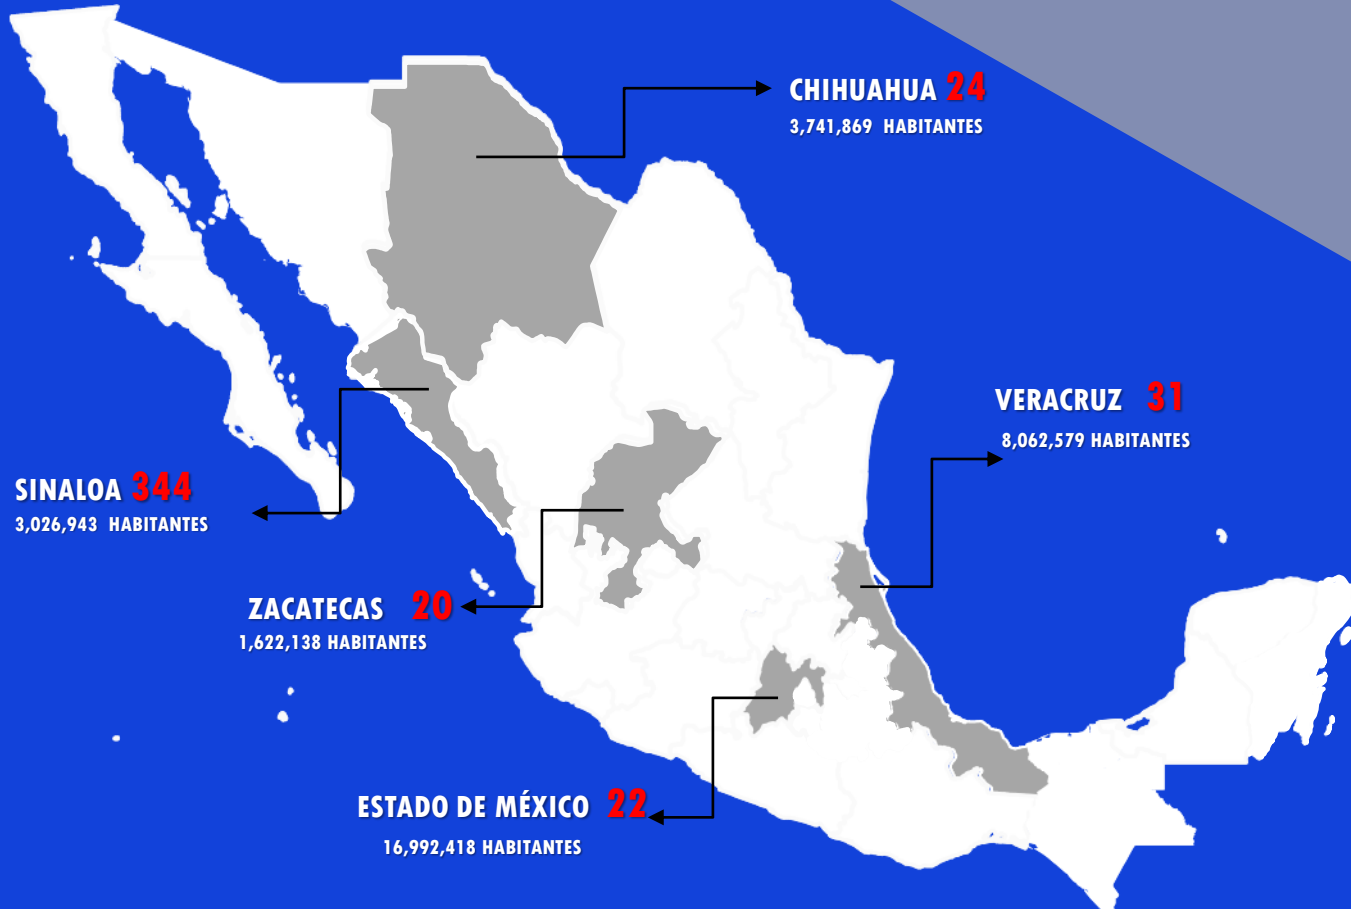 CHIHUAHUA 24
3,741,869 HABITANTES
VERACRUZ 31
8,062,579 HABITANTES
SINALOA 344
3,026,943 HABITANTES
ZACATECAS 20
1,622,138 HABITANTES
ESTADO DE MÉXICO 22
16,992,418 HABITANTES